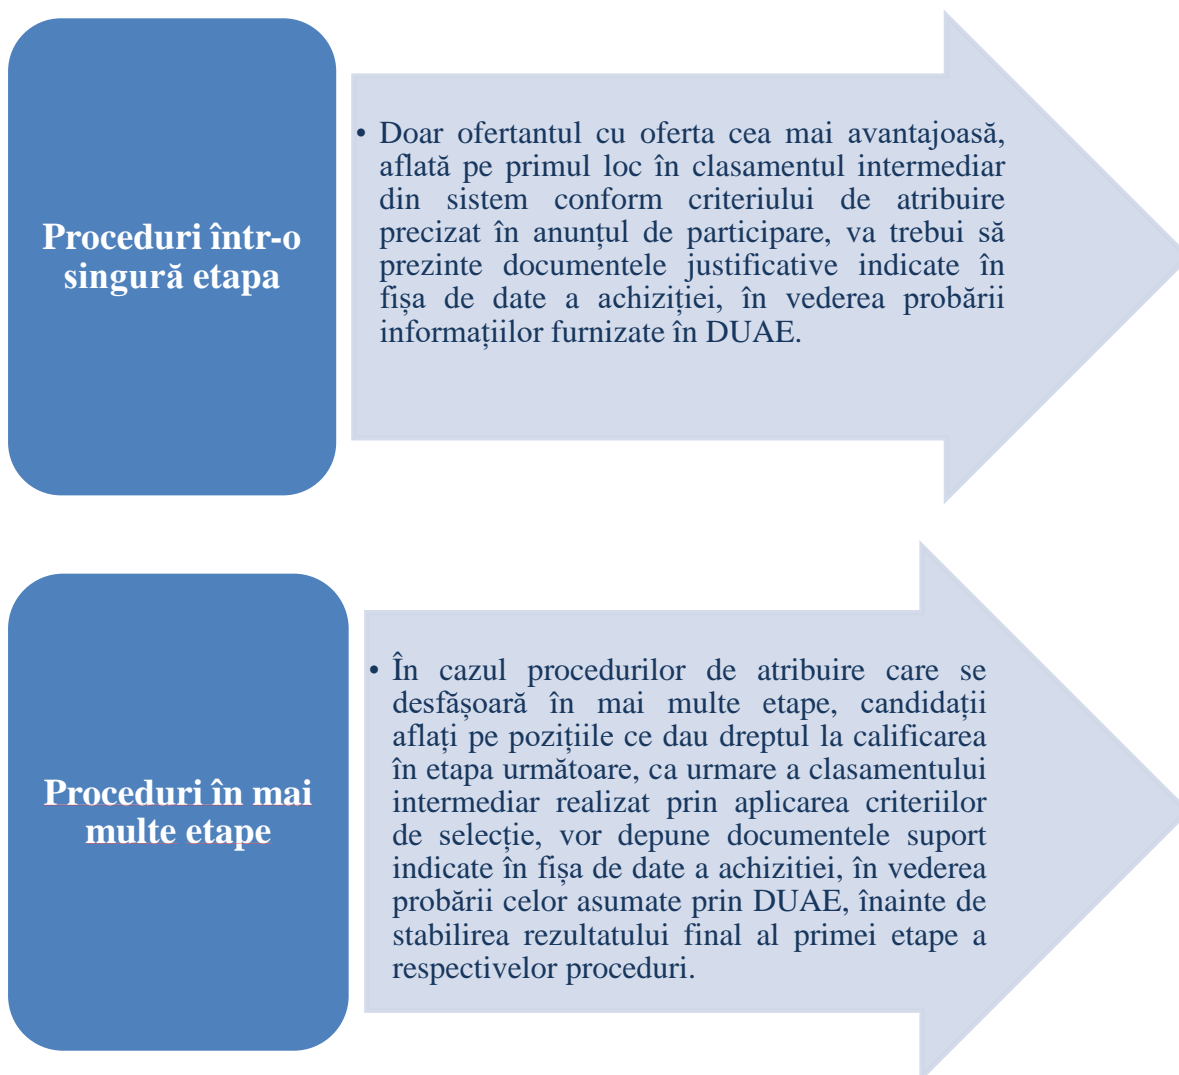 Proceduri într-o
singură etapa
• Doar ofertantul cu oferta cea mai avantajoasă,
aflată pe primul loc în clasamentul intermediar
din sistem conform criteriului de atribuire
precizat în anunțul de participare, va trebui să
prezinte documentele justificative indicate în
fișa de date a achiziției, în vederea probării
informațiilor furnizate în DUAE.
Proceduri în mai
multe etape
• În cazul procedurilor de atribuire care se
desfășoară în mai multe etape, candidații
aflați pe pozițiile ce dau dreptul la calificarea
în etapa următoare, ca urmare a clasamentului
intermediar realizat prin aplicarea criteriilor
de selecție, vor depune documentele suport
indicate în fișa de date a achizitiei, în vederea
probării celor asumate prin DUAE, înainte de
stabilirea rezultatului final al primei etape a
respectivelor proceduri.